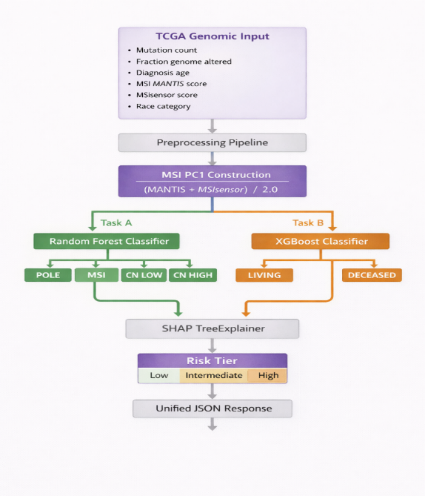 TCGA Genomic Input
• Mutation count
• Fraction genome altered
• Diagnosis age
• MSI MANTIS score
• MSIsensor score
• Race category
Preprocessing Pipeline
MSI PC1 Construction
(MANTIS + MSIsensor) / 2.0
Task A
Task B
Random Forest Classifier
XGBoost Classifier
POLE
MSI
CN LOW
CN HIGH
LIVING
DECEASED
SHAP TreeExplainer
Risk Tier
Low
Intermediate
High
Unified JSON Response